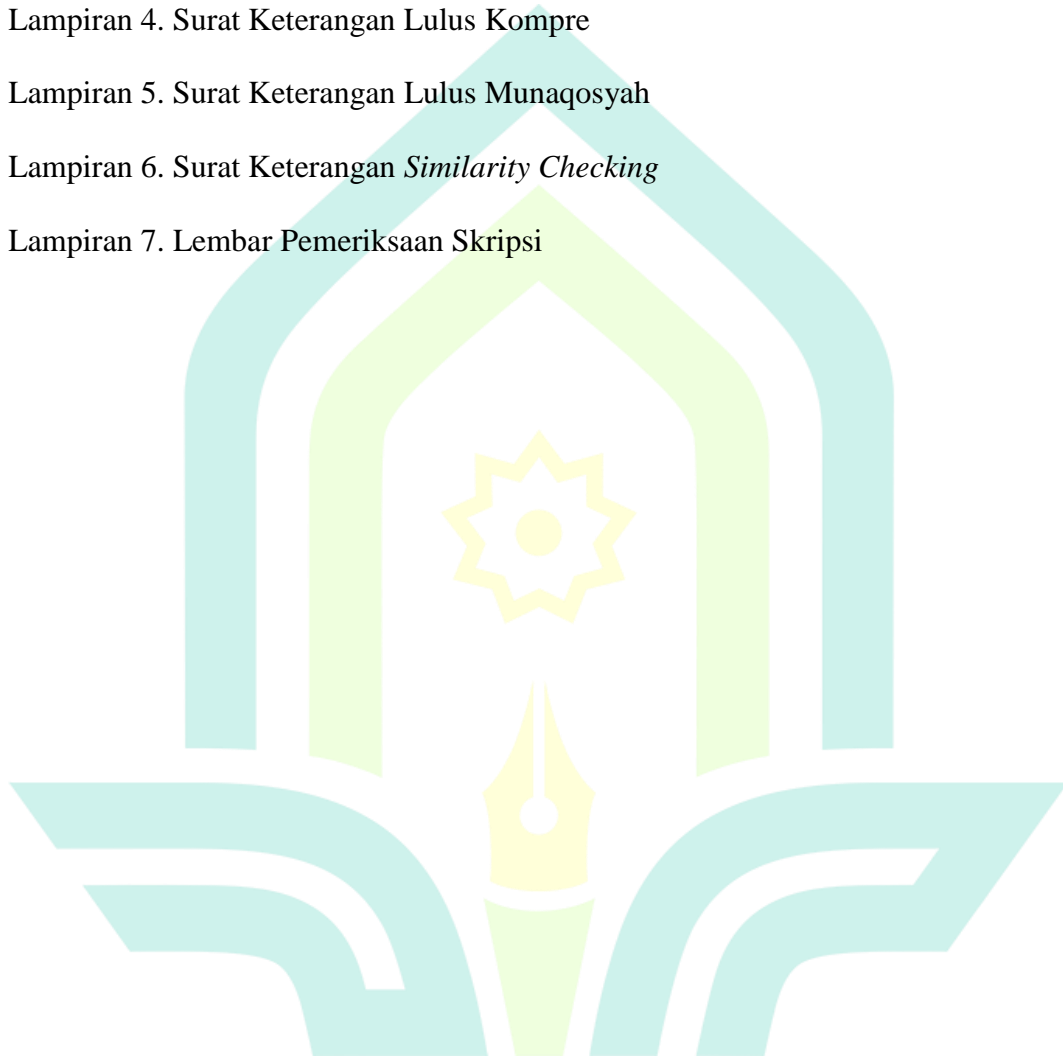 Lampiran 4. Surat Keterangan Lulus Kompre
Lampiran 5. Surat Keterangan Lulus Munaqosyah
Lampiran 6. Surat Keterangan Similarity Checking
Lampiran 7. Lembar Pemeriksaan Skripsi